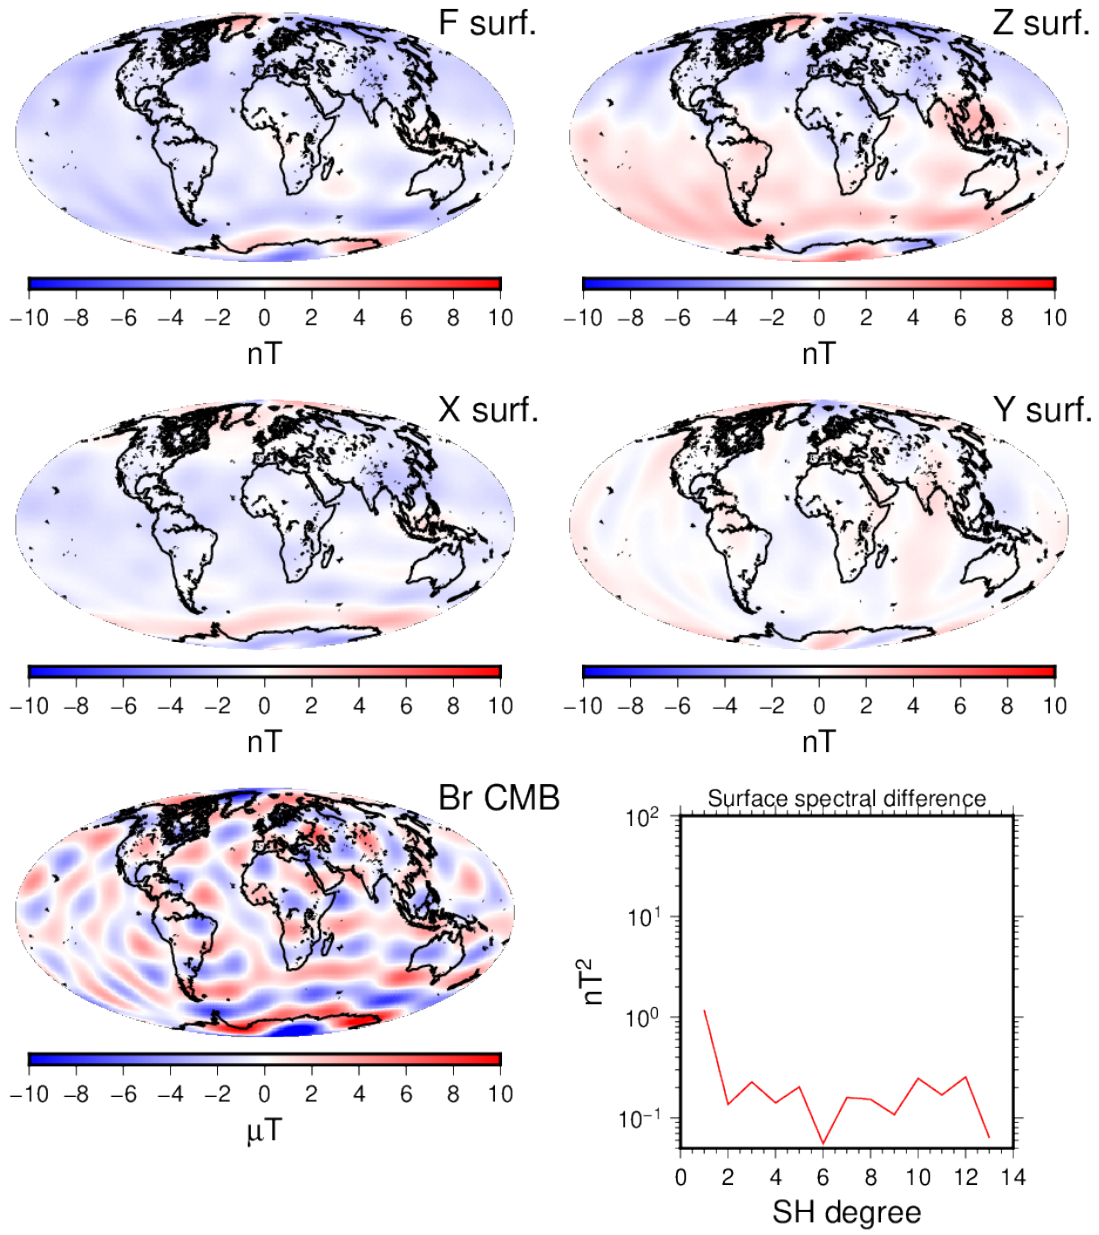 F surf.
Z surf.
−10 −8 −6 −4 −2 0 2 4 6 8 10
−10 −8 −6 −4 −2 0 2 4 6 8 10
nT
nT
X surf.
Y surf.
−10 −8 −6 −4 −2 0 2 4 6 8 10
−10 −8 −6 −4 −2 0 2 4 6 8 10
nT
nT
Br CMB
−10 −8 −6 −4 −2 0 2 4 6 8 10
µT
Surface spectral difference
10²
10¹
10⁰
10⁻¹
nT²
0 2 4 6 8 10 12 14
SH degree